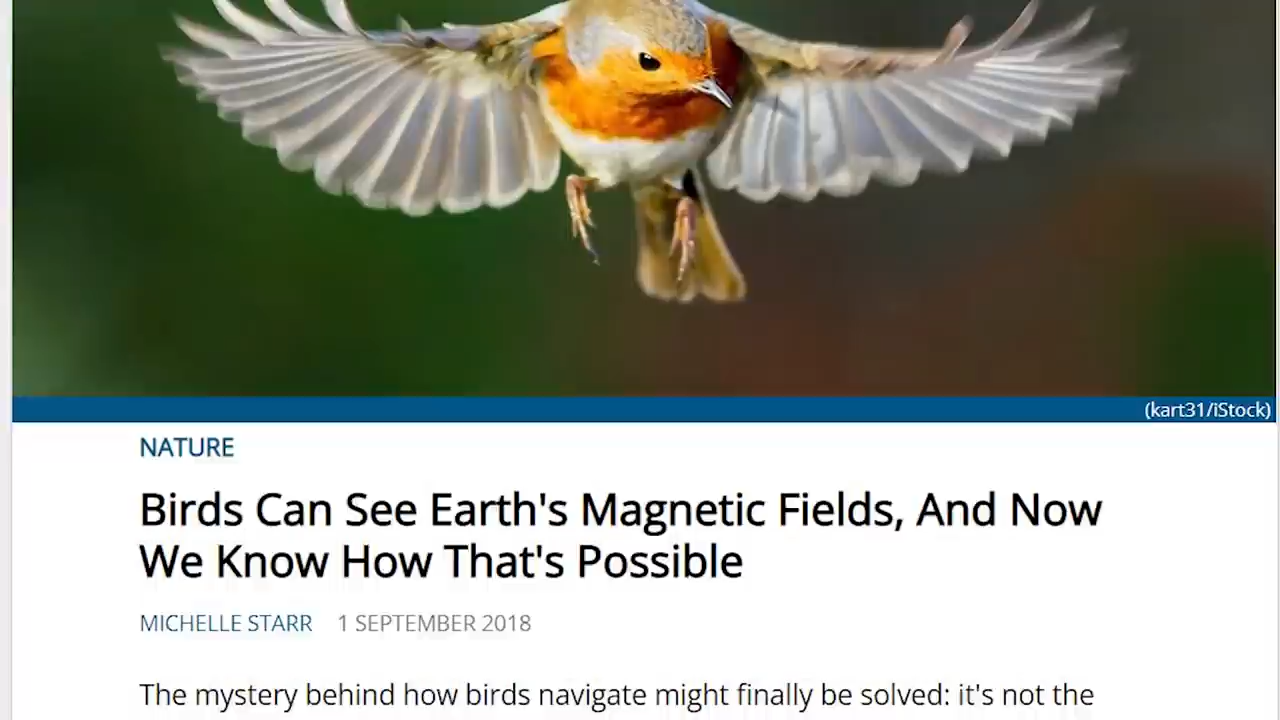 (kart31/iStock)
NATURE
Birds Can See Earth's Magnetic Fields, And Now
We Know How That's Possible
MICHELLE STARR 1 SEPTEMBER 2018
The mystery behind how birds navigate might finally be solved: it's not the